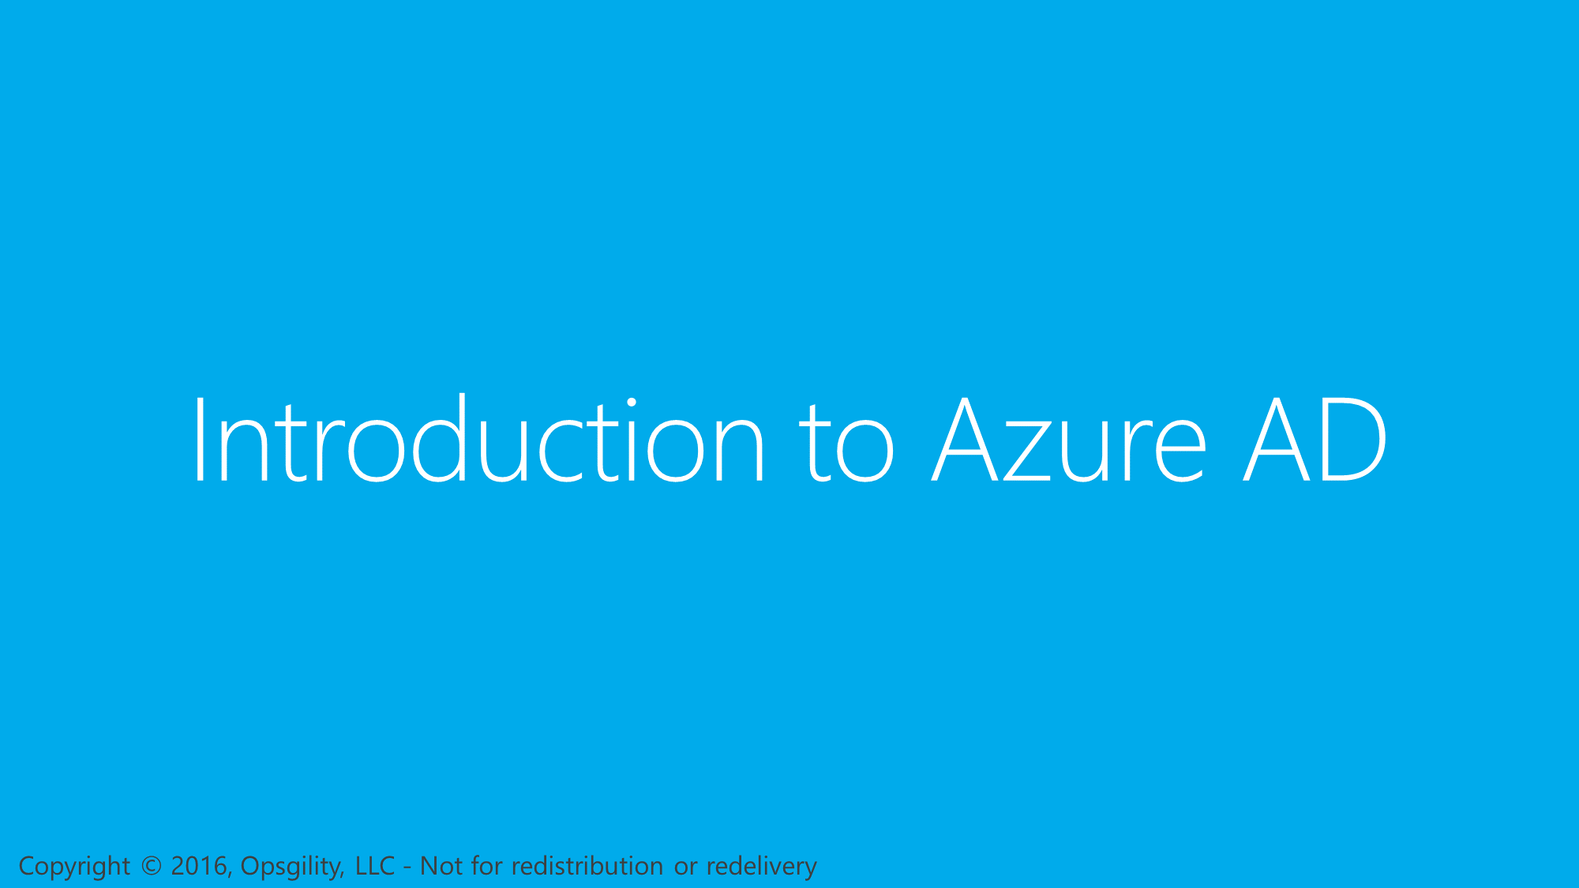 Introduction to Azure AD
Copyright © 2016, Opsgility, LLC - Not for redistribution or redelivery